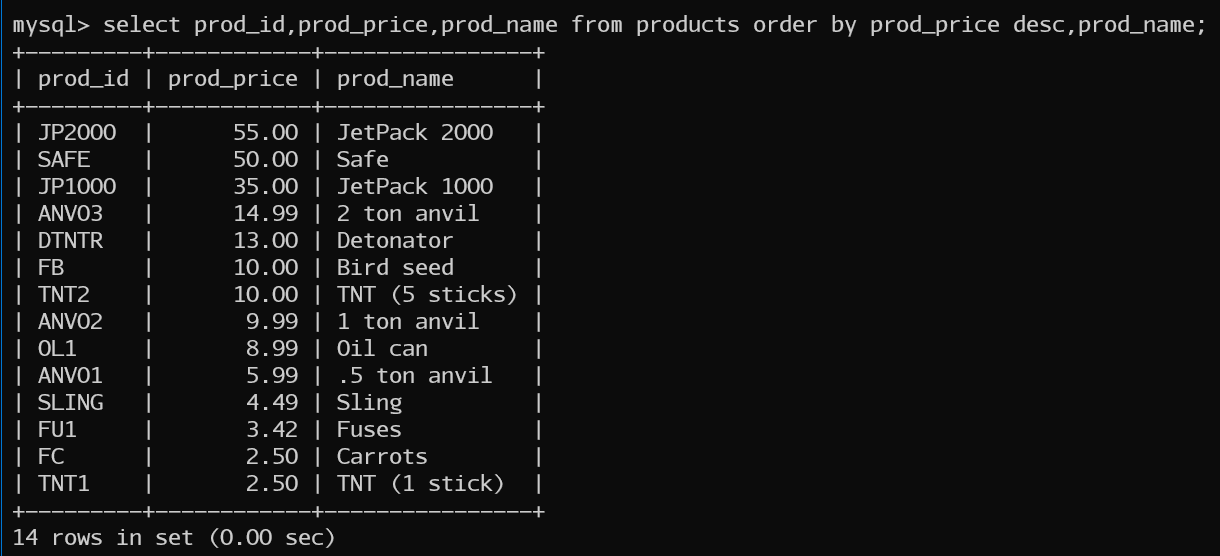 mysql> select prod_id,prod_price,prod_name from products order by prod_price desc,prod_name;
+---------+------------+----------------+
| prod_id | prod_price | prod_name      |
+---------+------------+----------------+
| JP2000  |      55.00 | JetPack 2000   |
| SAFE    |      50.00 | Safe           |
| JP1000  |      35.00 | JetPack 1000   |
| ANV03   |      14.99 | 2 ton anvil    |
| DTNTR   |      13.00 | Detonator      |
| FB      |      10.00 | Bird seed      |
| TNT2    |      10.00 | TNT (5 sticks) |
| ANV02   |       9.99 | 1 ton anvil    |
| OL1     |       8.99 | Oil can        |
| ANV01   |       5.99 | .5 ton anvil   |
| SLING   |       4.49 | Sling          |
| FU1     |       3.42 | Fuses          |
| FC      |       2.50 | Carrots        |
| TNT1    |       2.50 | TNT (1 stick)  |
+---------+------------+----------------+
14 rows in set (0.00 sec)